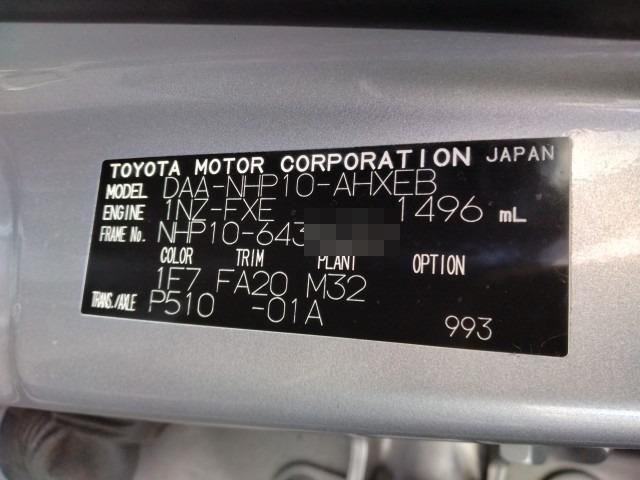 TOYOTA MOTOR CORPORATION JAPAN
MODEL DAA-NHP10-AHXEB
ENGINE 1NZ-FXE 1496 mL
FRAME No. NHP10-643
COLOR TRIM PLANT OPTION
1F7 FA20 M32
TRANS./AXLE P510 -01A
993